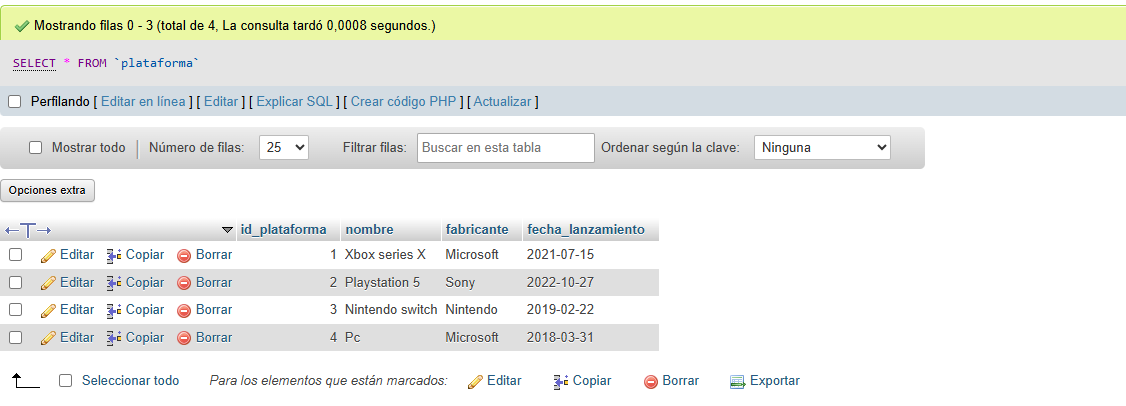 Mostrando filas 0 - 3 (total de 4, La consulta tardó 0,0008 segundos.)
SELECT * FROM `plataforma`
Perfilando [ Editar en línea ] [ Editar ] [ Explicar SQL ] [ Crear código PHP ] [ Actualizar ]
Mostrar todo Número de filas: 25 Filtrar filas: Buscar en esta tabla Ordenar según la clave: Ninguna
Opciones extra
←T→ id_plataforma nombre fabricante fecha_lanzamiento
Editar Copiar Borrar 1 Xbox series X Microsoft 2021-07-15
Editar Copiar Borrar 2 Playstation 5 Sony 2022-10-27
Editar Copiar Borrar 3 Nintendo switch Nintendo 2019-02-22
Editar Copiar Borrar 4 Pc Microsoft 2018-03-31
Seleccionar todo Para los elementos que están marcados: Editar Copiar Borrar Exportar